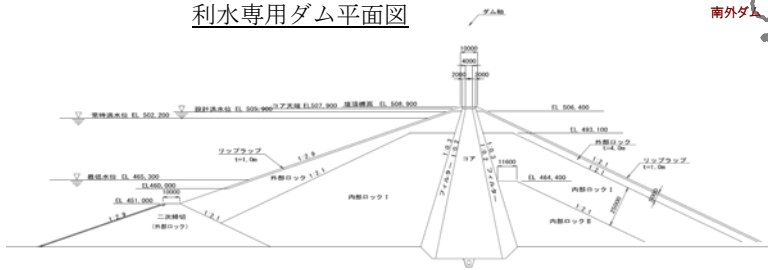 利水専用ダム平面図
南外ダム
ダム軸
10000
4000
2000 2000
設計洪水位 EL 505,900 コア天端 EL507,900 堤頂標高 EL 508,900
常時満水位 EL 502,200
EL 506,400
EL 493,100
外部ロック
t=4.0m
リップラップ
t=1.0m
リップラップ
t=1.0m
コア
フィルター
フィルター
11600
最低水位 EL 465,300
EL460,000
外部ロック
EL 464,400
内部ロックⅠ
内部ロックⅠ
10000
EL 451,000
二次締切
(外部ロック)
内部ロックⅡ